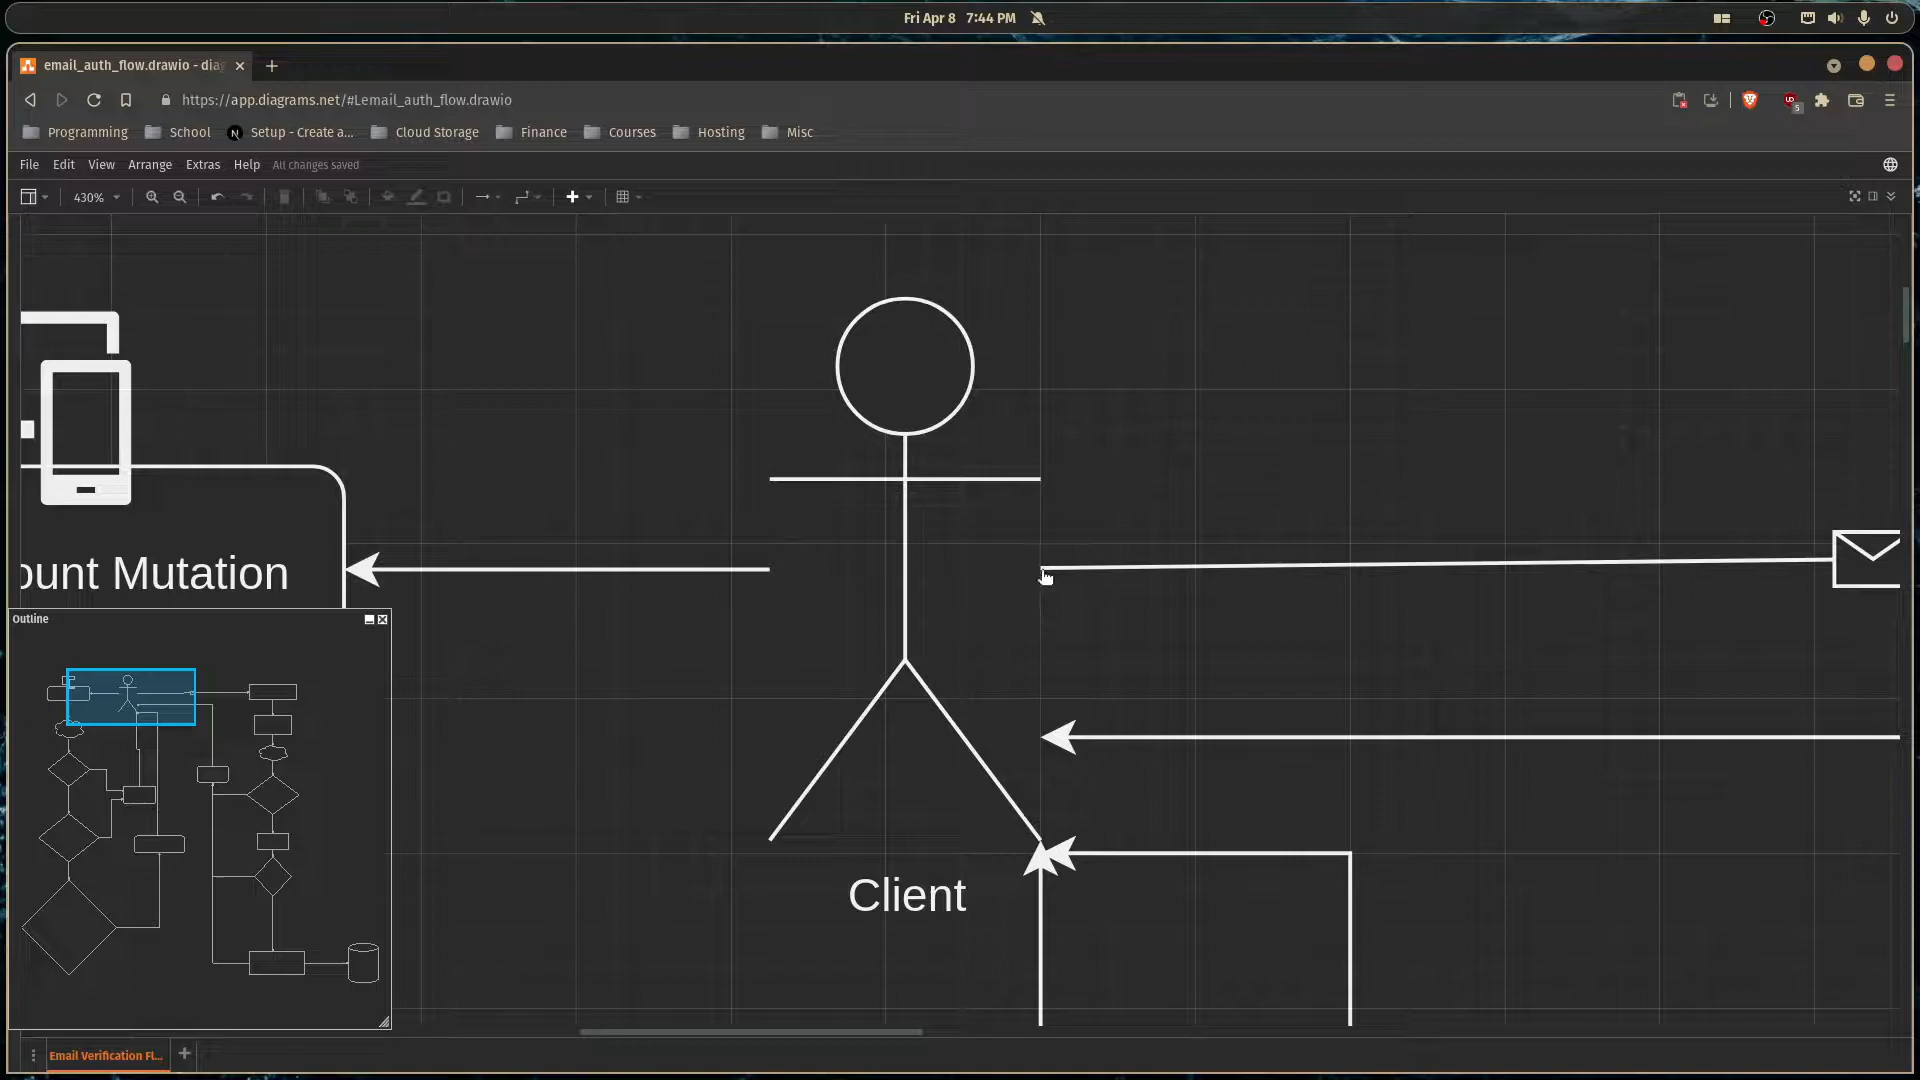 Fri Apr 8 7:44 PM
email_auth_flow.drawio - dia
https://app.diagrams.net/#Lemail_auth_flow.drawio
Programming School N Setup - Create a... Cloud Storage Finance Courses Hosting Misc
UD
5
File Edit View Arrange Extras Help All changes saved
430%
ount Mutation
Outline
Client
Email Verification Fl...